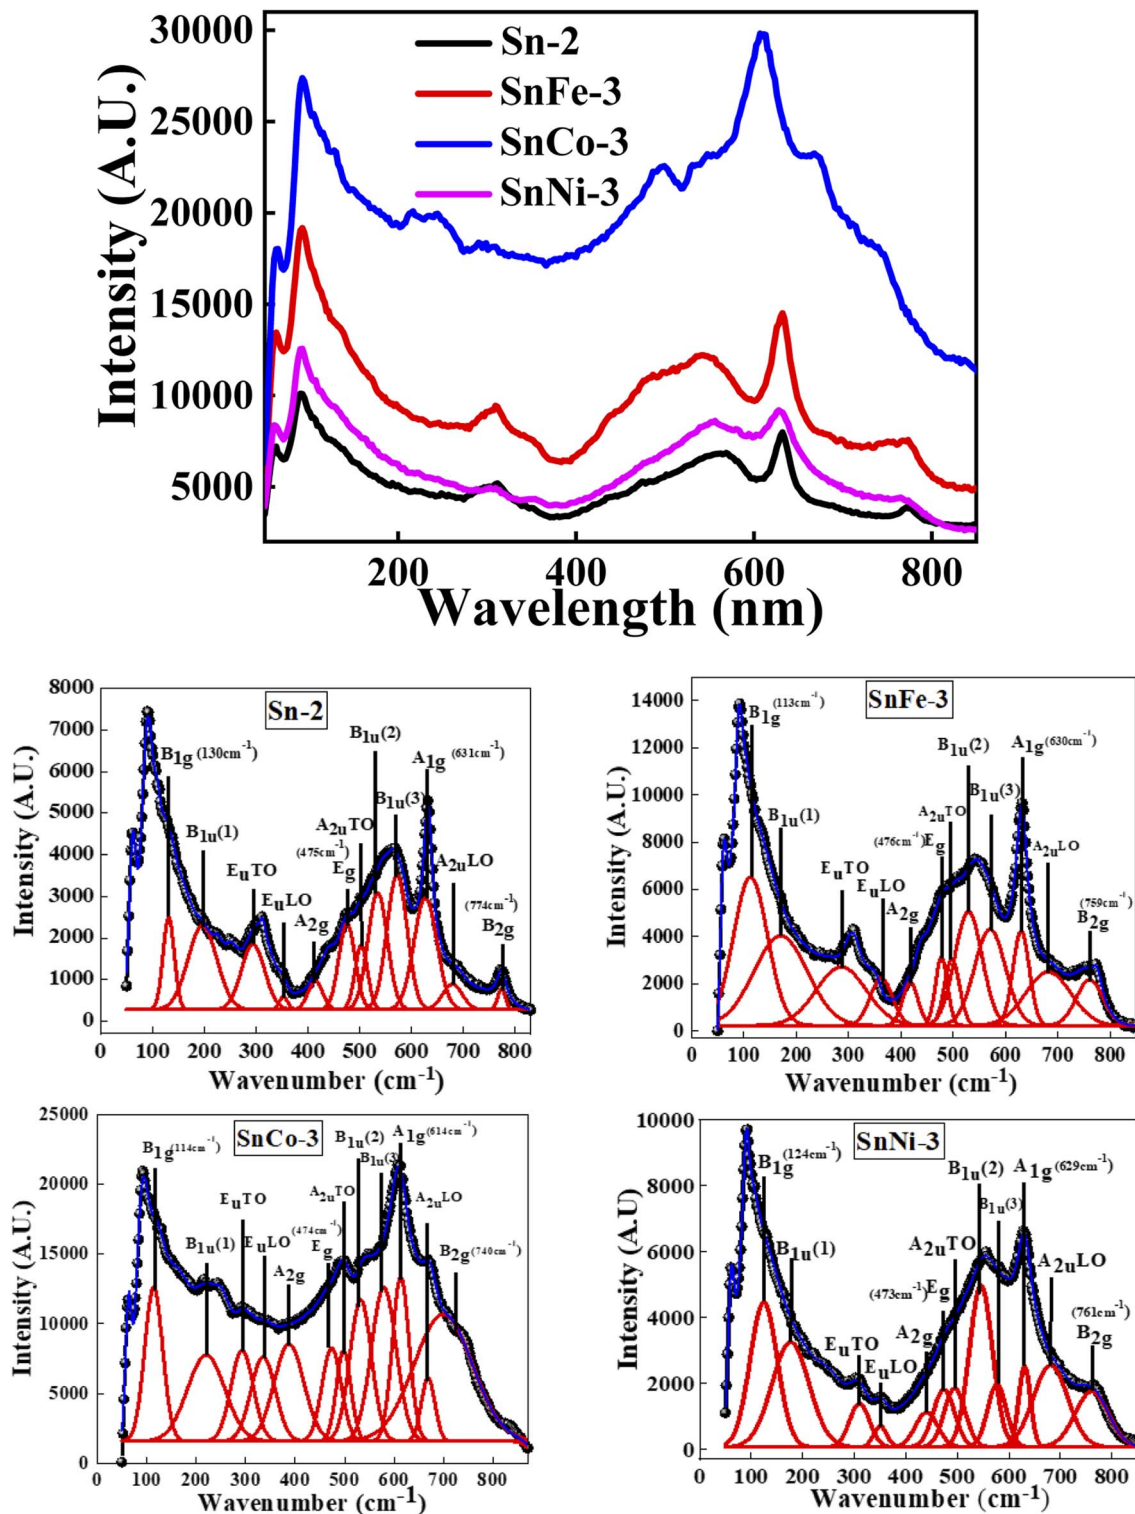 30000
25000
20000
15000
10000
5000
Intensity (A.U.)
Sn-2
SnFe-3
SnCo-3
SnNi-3
200 400 600 800
Wavelength (nm)
8000
7000
6000
5000
4000
3000
2000
1000
0
Intensity (A.U.)
Sn-2
B1g (130cm-1)
B1u(1)
EuTO
EuLO
A2g
(475cm-1)
Eg
A2uTO
B1u(2)
B1u(3)
A1g (631cm-1)
A2uLO
(774cm-1)
B2g
0 100 200 300 400 500 600 700 800
Wavenumber (cm-1)
14000
12000
10000
8000
6000
4000
2000
0
Intensity (A.U.)
SnFe-3
B1g (113cm-1)
B1u(1)
EuTO
EuLO
A2g
(476cm-1)
Eg
A2uTO
B1u(2)
B1u(3)
A1g (630cm-1)
A2uLO
(759cm-1)
B2g
0 100 200 300 400 500 600 700 800
Wavenumber (cm-1)
25000
20000
15000
10000
5000
0
Intensity (A.U.)
SnCo-3
B1g (114cm-1)
B1u(1)
EuTO
EuLO
A2g
(474cm-1)
Eg
A2uTO
B1u(2)
B1u(3)
A1g (614cm-1)
A2uLO
B2g (740cm-1)
0 100 200 300 400 500 600 700 800
Wavenumber (cm-1)
10000
8000
6000
4000
2000
0
Intensity (A.U)
SnNi-3
B1g (124cm-1)
B1u(1)
EuTO
EuLO
A2g
(473cm-1)
Eg
A2uTO
B1u(2)
B1u(3)
A1g (629cm-1)
A2uLO
(761cm-1)
B2g
0 100 200 300 400 500 600 700 800
Wavenumber (cm-1)